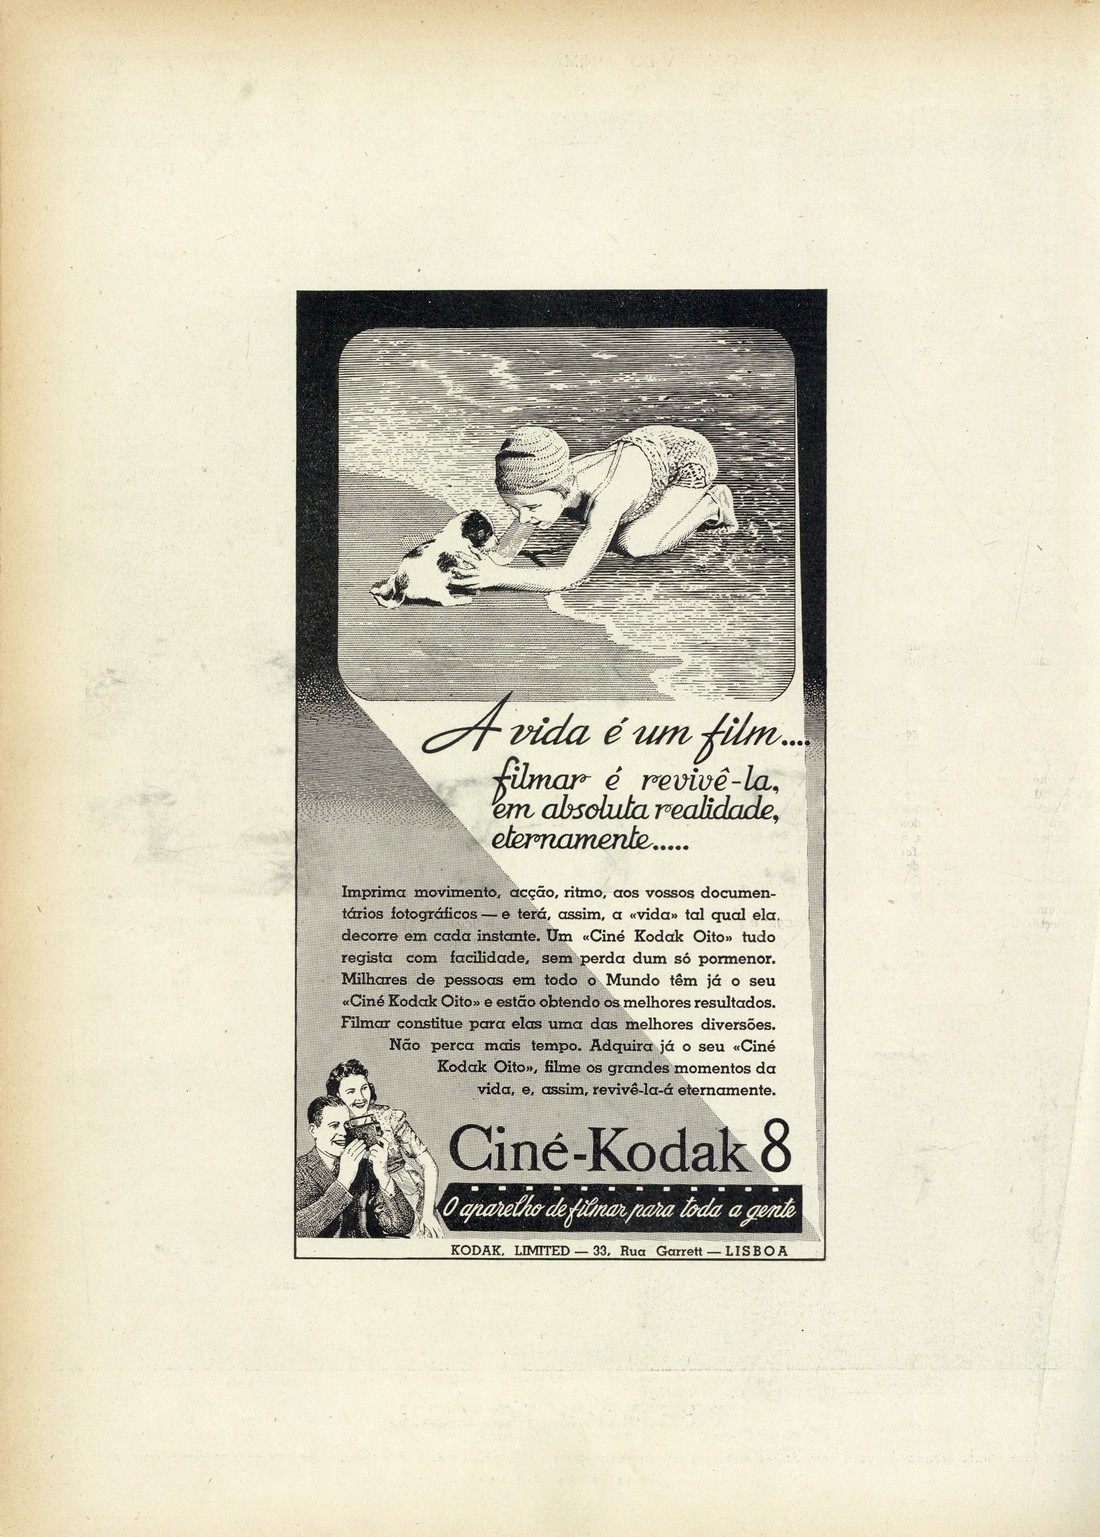 A vida é um film....
filmar é revivê-la,
em absoluta realidade,
eternamente.....
Imprima movimento, acção, ritmo, aos vossos documen-
tários fotográficos — e terá, assim, a «vida» tal qual ela
decorre em cada instante. Um «Ciné Kodak Oito» tudo
regista com facilidade, sem perda dum só pormenor.
Milhares de pessoas em todo o Mundo têm já o seu
«Ciné Kodak Oito» e estão obtendo os melhores resultados.
Filmar constitue para elas uma das melhores diversões.
Não perca mais tempo. Adquira já o seu «Ciné
Kodak Oito», filme os grandes momentos da
vida, e, assim, revivê-la-á eternamente.
Ciné-Kodak 8
O aparelho de filmar para toda a gente
KODAK, LIMITED — 33, Rua Garrett — LISBOA